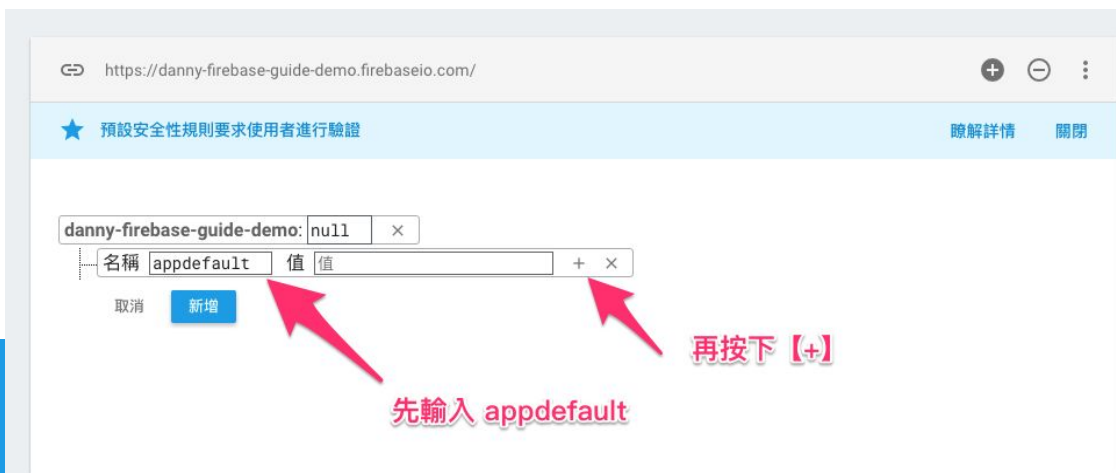 https://danny-firebase-guide-demo.firebaseio.com/
預設安全性規則要求使用者進行驗證 瞭解詳情 關閉
danny-firebase-guide-demo: null ×
名稱 appdefault 值 值 + ×
取消 新增
再按下【+】
先輸入 appdefault